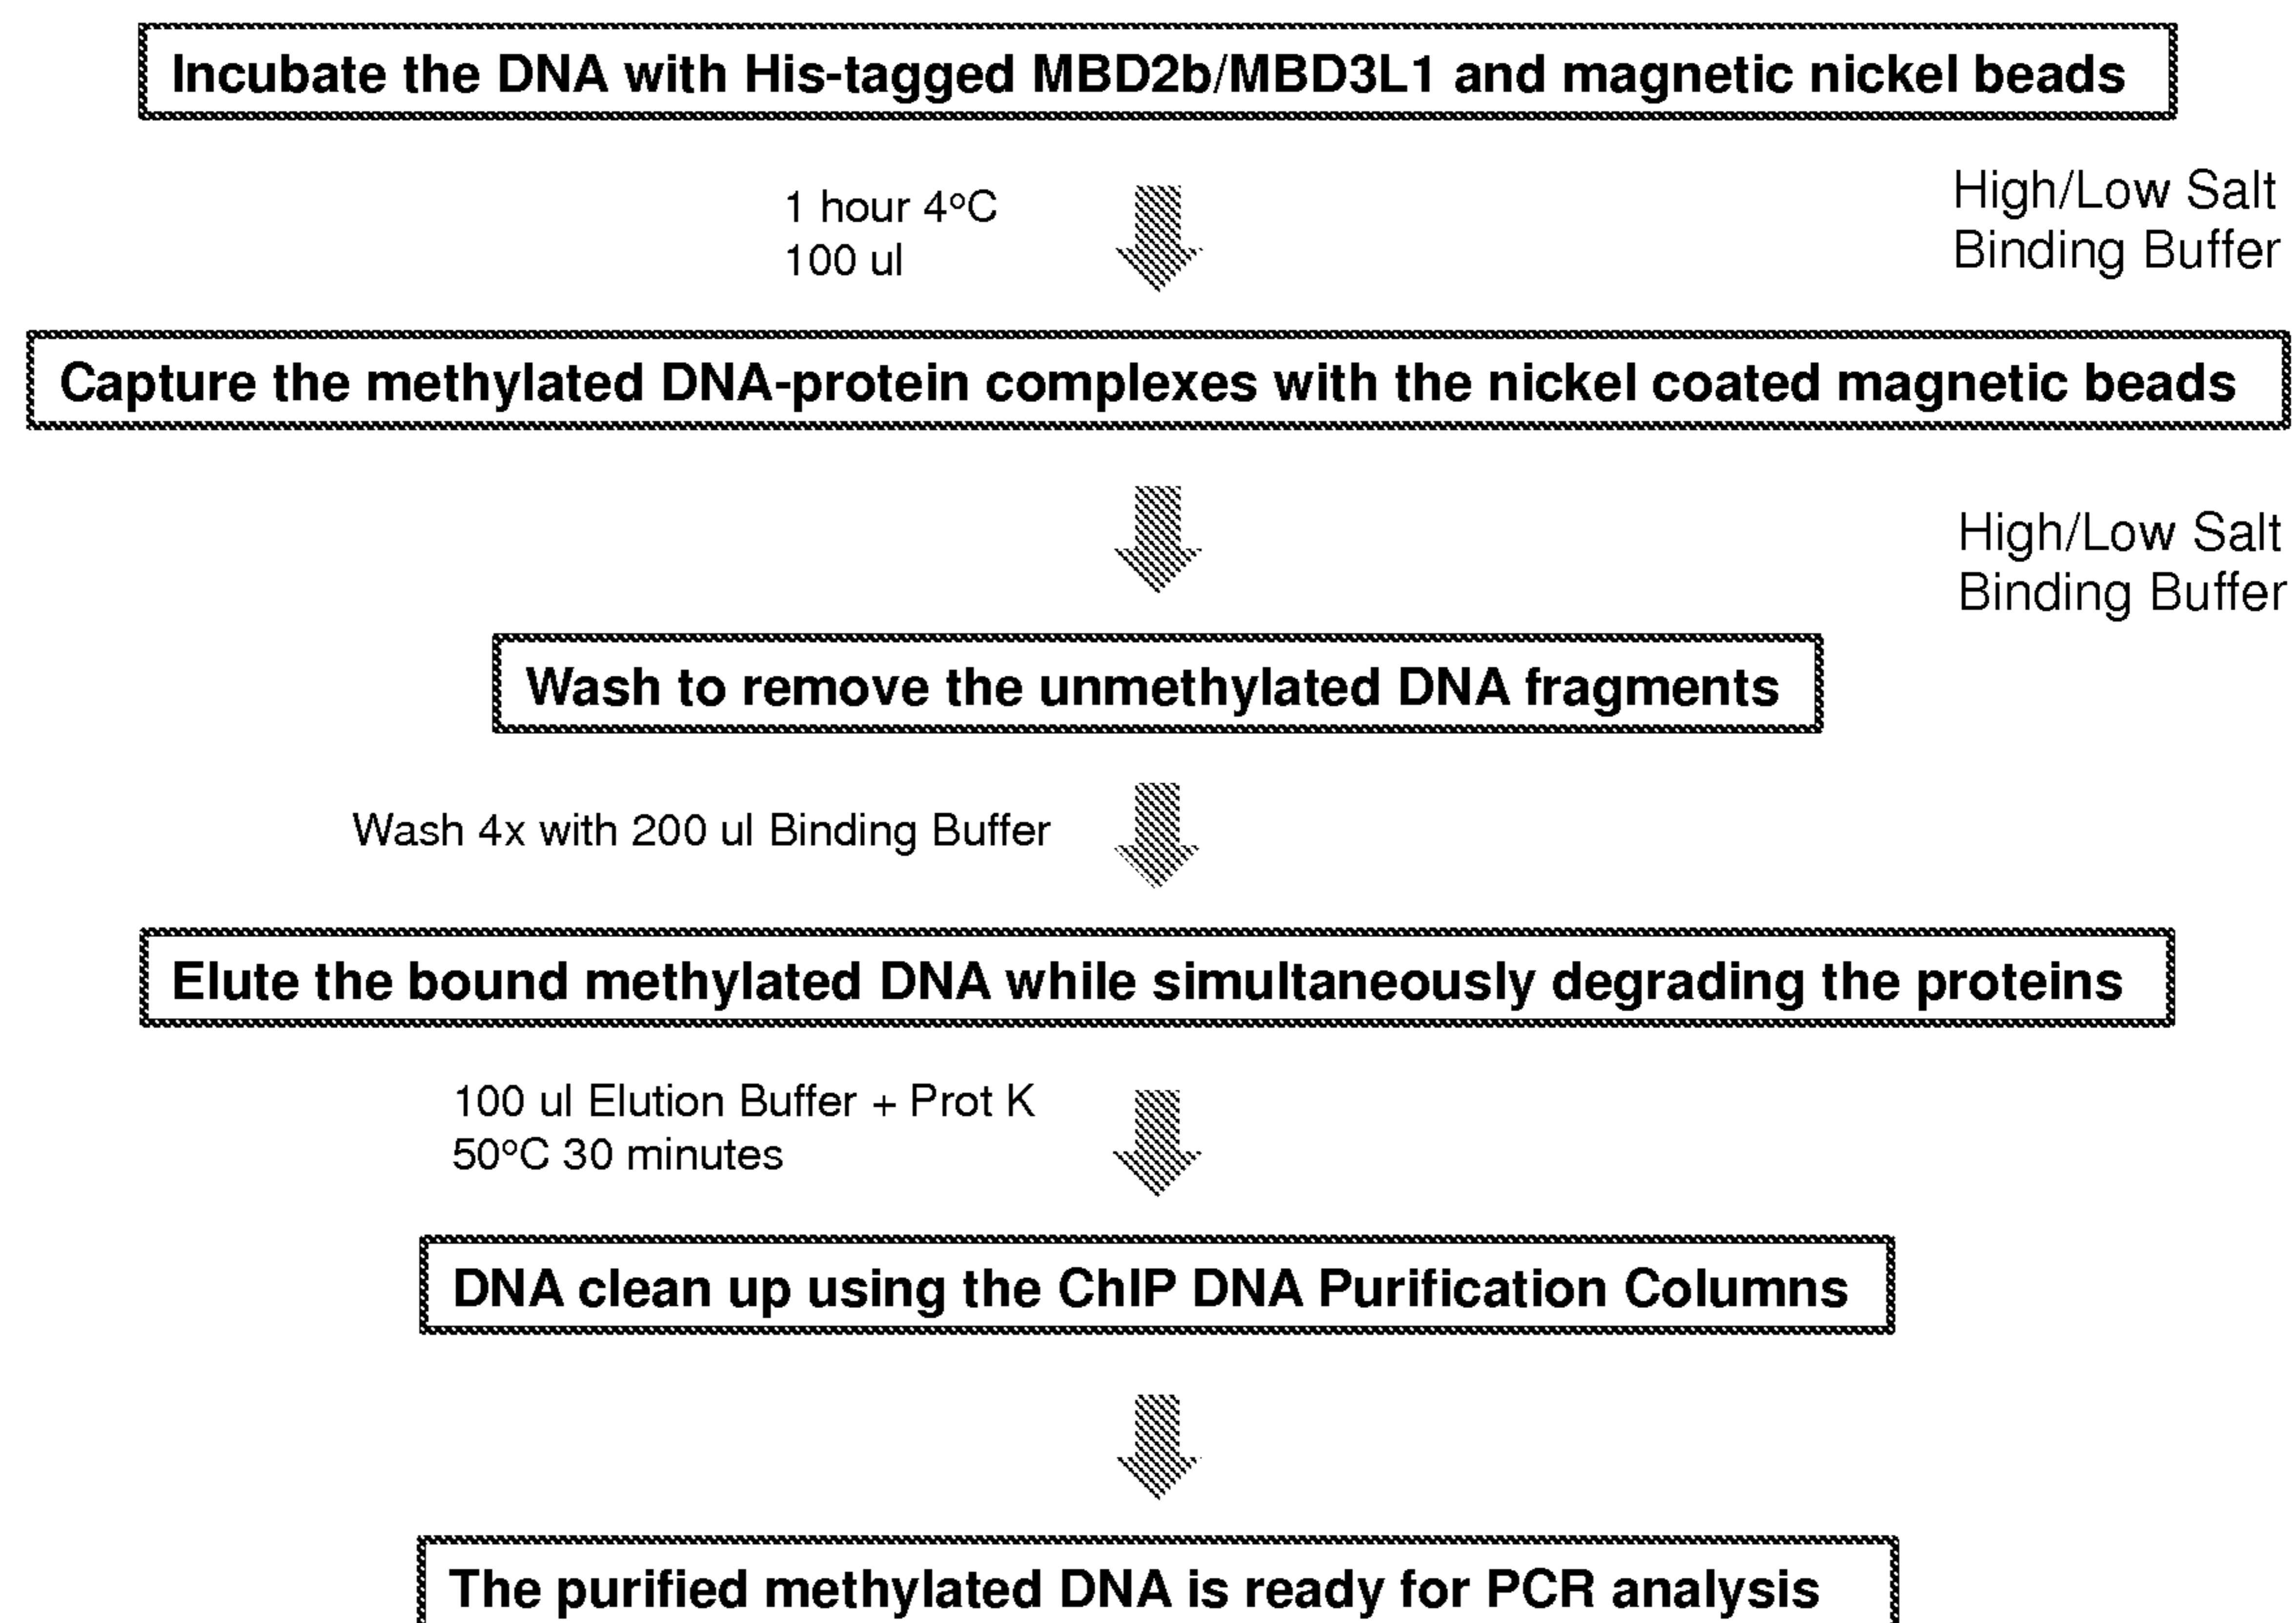 Incubate the DNA with His-tagged MBD2b/MBD3L1 and magnetic nickel beads
1 hour 4°C
100 ul
High/Low Salt
Binding Buffer
Capture the methylated DNA-protein complexes with the nickel coated magnetic beads
High/Low Salt
Binding Buffer
Wash to remove the unmethylated DNA fragments
Wash 4x with 200 ul Binding Buffer
Elute the bound methylated DNA while simultaneously degrading the proteins
100 ul Elution Buffer + Prot K
50°C 30 minutes
DNA clean up using the ChIP DNA Purification Columns
The purified methylated DNA is ready for PCR analysis